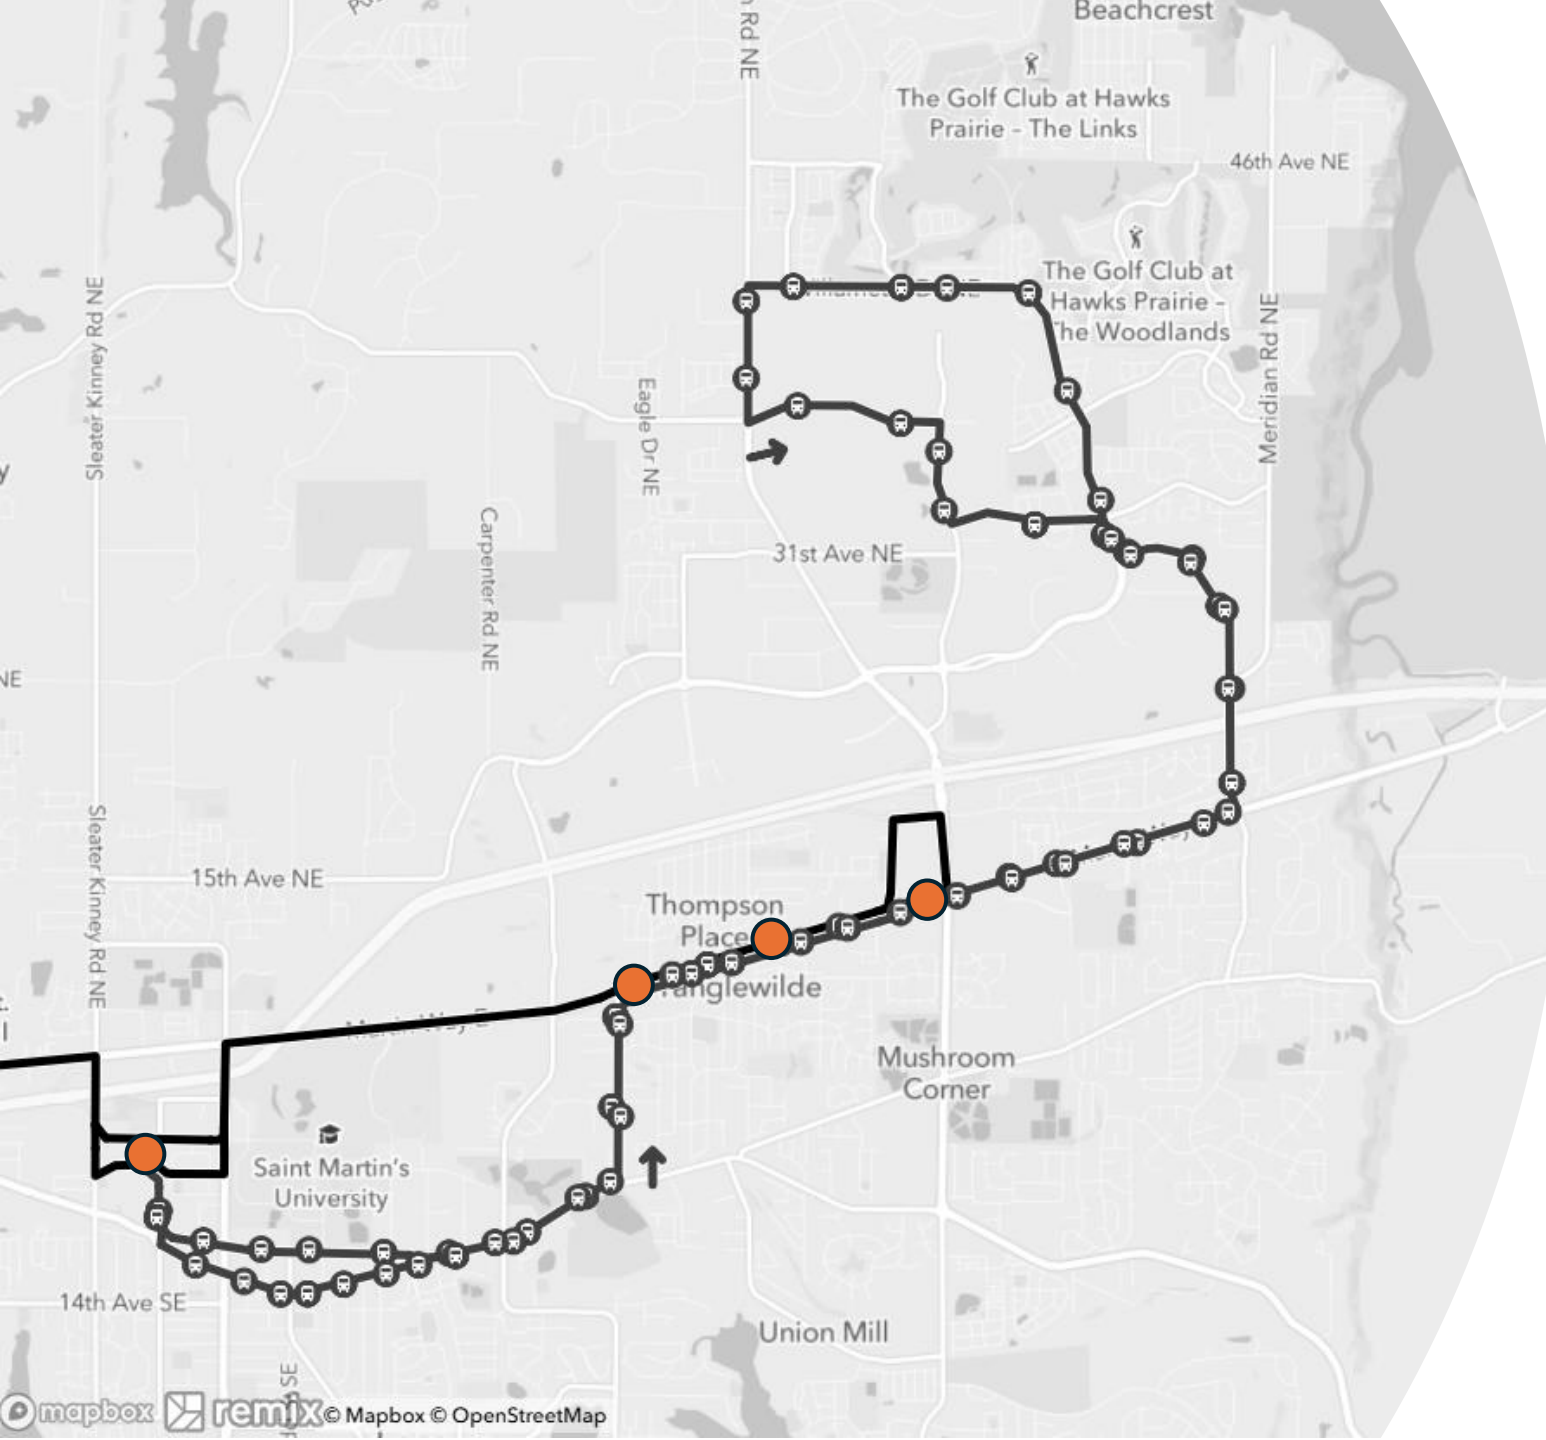 Beachcrest
Rd NE
The Golf Club at Hawks
Prairie - The Links
46th Ave NE
The Golf Club at
Hawks Prairie -
The Woodlands
Sleater Kinney Rd NE
Meridian Rd NE
Eagle Dr NE
Carpenter Rd NE
31st Ave NE
NE
Sleater Kinney Rd NE
15th Ave NE
Thompson
Place
Tanglewilde
Mushroom
Corner
Saint Martin's
University
14th Ave SE
Union Mill
SE
mapbox remix © Mapbox © OpenStreetMap